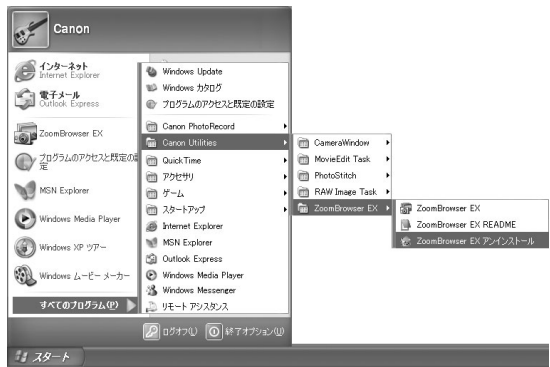 Canon
インターネット
Internet Explorer
電子メール
Outlook Express
ZoomBrowser EX
プログラムのアクセスと既定の設
定
MSN Explorer
Windows Media Player
Windows XP ツアー
Windows ムービー メーカー
すべてのプログラム(P)
Windows Update
Windows カタログ
プログラムのアクセスと既定の設定
Canon PhotoRecord
Canon Utilities
QuickTime
アクセサリ
ゲーム
スタートアップ
Internet Explorer
MSN Explorer
Outlook Express
Windows Media Player
Windows Messenger
リモート アシスタンス
CameraWindow
MovieEdit Task
PhotoStitch
RAW Image Task
ZoomBrowser EX
ZoomBrowser EX
ZoomBrowser EX README
ZoomBrowser EX アンインストール
ログオフ(L)
終了オプション(U)
スタート